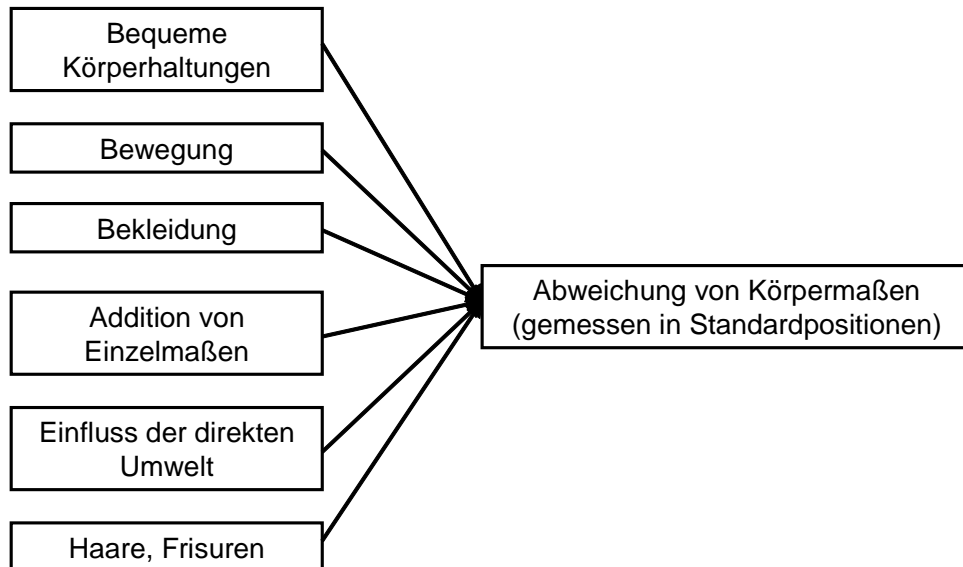 Bequeme
Körperhaltungen
Bewegung
Bekleidung
Addition von
Einzelmaßen
Einfluss der direkten
Umwelt
Haare, Frisuren
Abweichung von Körpermaßen
(gemessen in Standardpositionen)